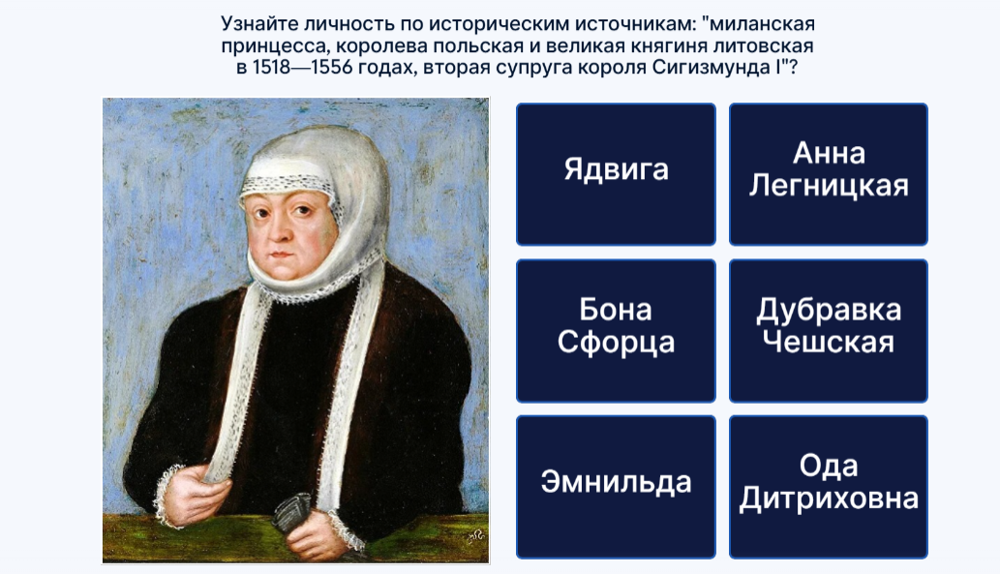 Узнайте личность по историческим источникам: "миланская
принцесса, королева польская и великая княгиня литовская
в 1518—1556 годах, вторая супруга короля Сигизмунда I"?
Ядвига
Анна
Легницкая
Бона
Сфорца
Дубравка
Чешская
Эмнильда
Ода
Дитриховна